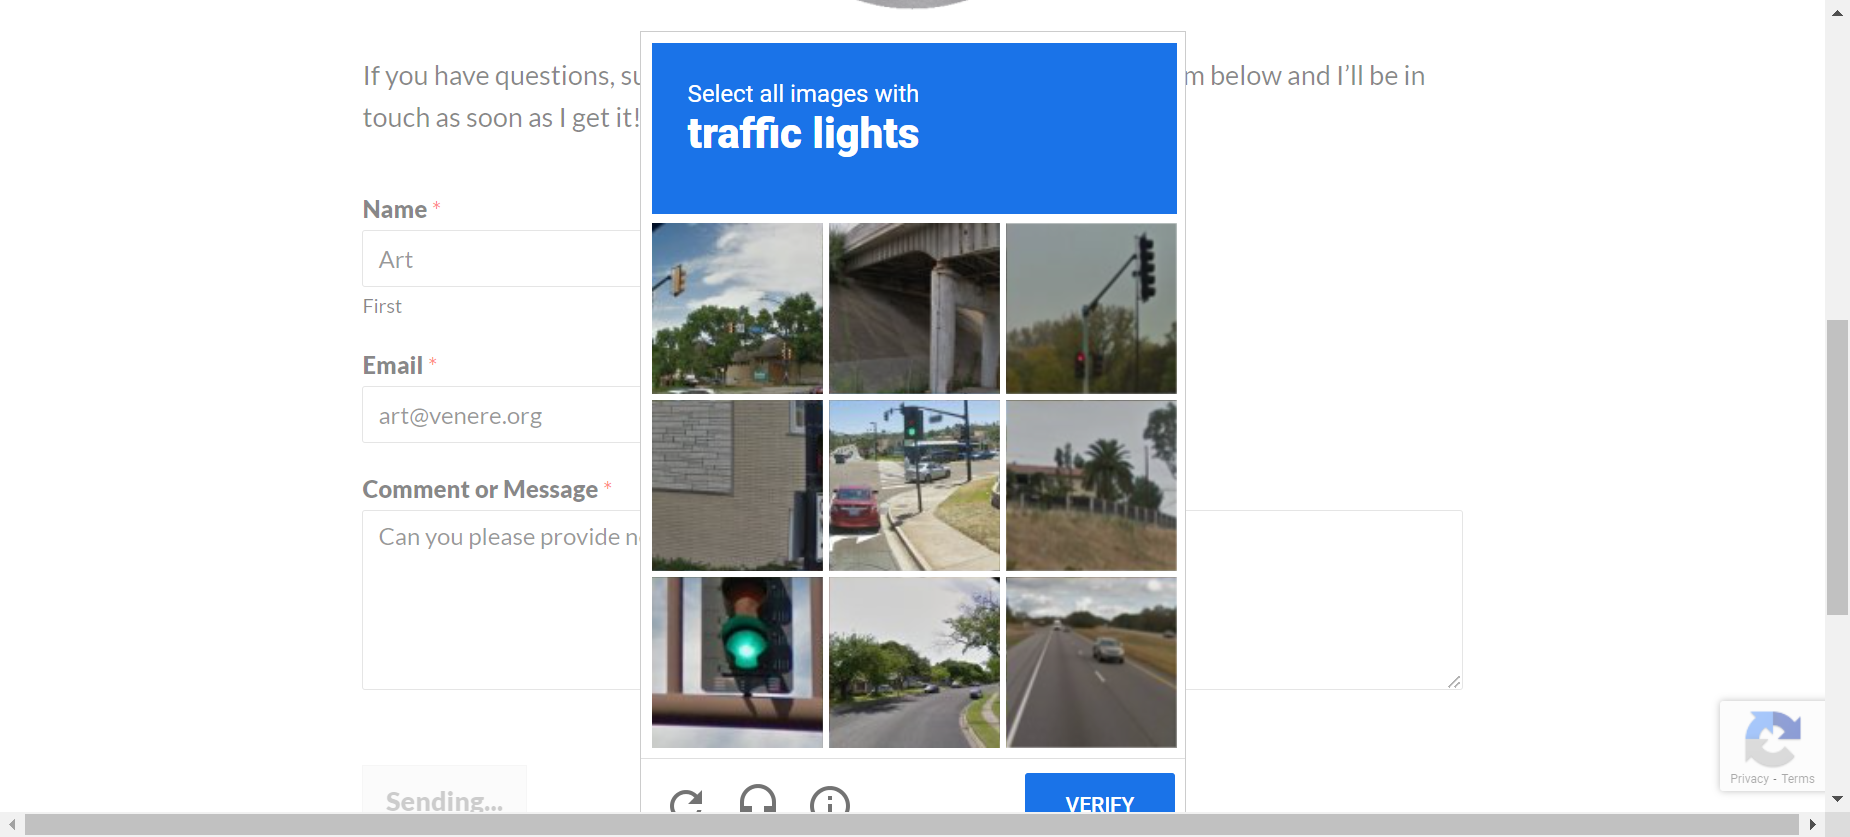 If you have questions, su
m below and I'll be in
touch as soon as I get it!
Select all images with
traffic lights
Name *
Art
First
Email *
art@venere.org
Comment or Message *
Can you please provide n
Sending...
VERIFY
Privacy - Terms